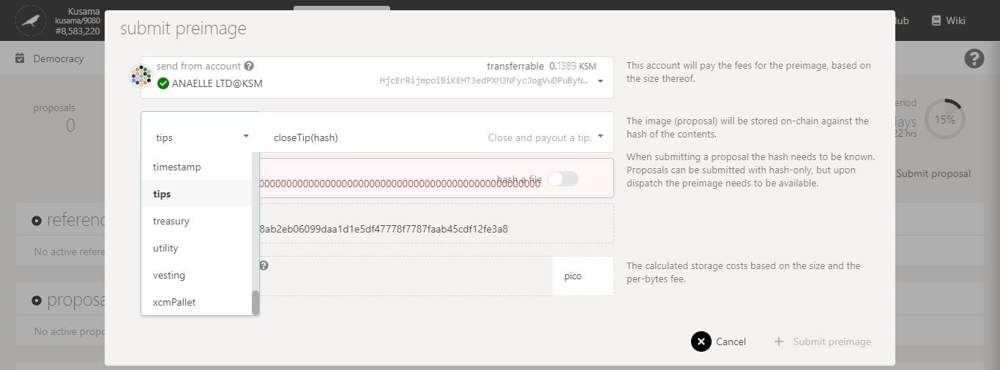 Kusama
kusama/9080
#8,583,220
lub
Wiki
submit preimage
Democracy
send from account
transferrable 0.1389 KSM
ANAELLE LTD@KSM
HjcErRijmpoiBiKEHT3edPXM3NFycJogVwDPuByN…
This account will pay the fees for the preimage, based on
the size thereof.
proposals
0
eriod
days
22 hrs
15%
tips
closeTip(hash)
Close and payout a tip.
The image (proposal) will be stored on-chain against the
hash of the contents.
When submitting a proposal the hash needs to be known.
Proposals can be submitted with hash-only, but upon
dispatch the preimage needs to be available.
timestamp
tips
treasury
utility
vesting
xcmPallet
hash a file
Submit proposal
referenc
No active refere
8ab2eb06099daa1d1e5df47778f7787faab45cdf12fe3a8
pico
The calculated storage costs based on the size and the
per-bytes fee.
proposa
No active propo
Cancel
Submit preimage